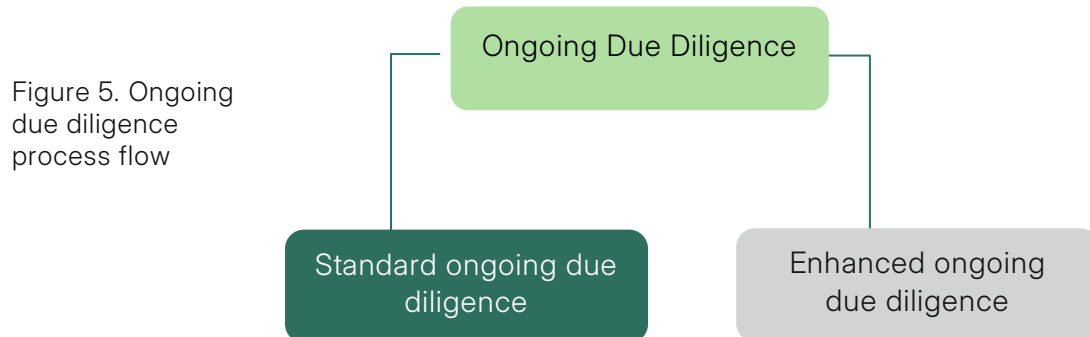 Ongoing Due Diligence
Figure 5. Ongoing
due diligence
process flow
Standard ongoing due
diligence
Enhanced ongoing
due diligence